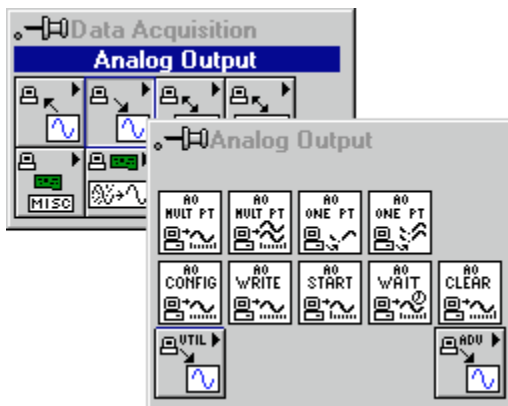 Data Acquisition
Analog Output
MISC
Analog Output
AO MULT PT
AO MULT PT
AO ONE PT
AO ONE PT
AO CONFIG
AO WRITE
AO START
AO WAIT
AO CLEAR
UTIL
ADV